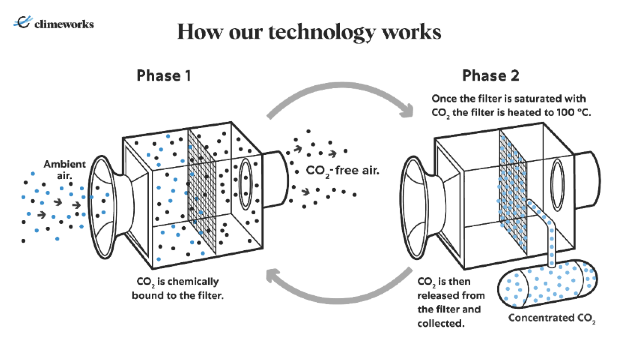 climeworks
How our technology works
Phase 1
Ambient
air.
CO₂-free air.
CO₂ is chemically
bound to the filter.
Phase 2
Once the filter is saturated with
CO₂ the filter is heated to 100 °C.
CO₂ is then
released from
the filter and
collected.
Concentrated CO₂